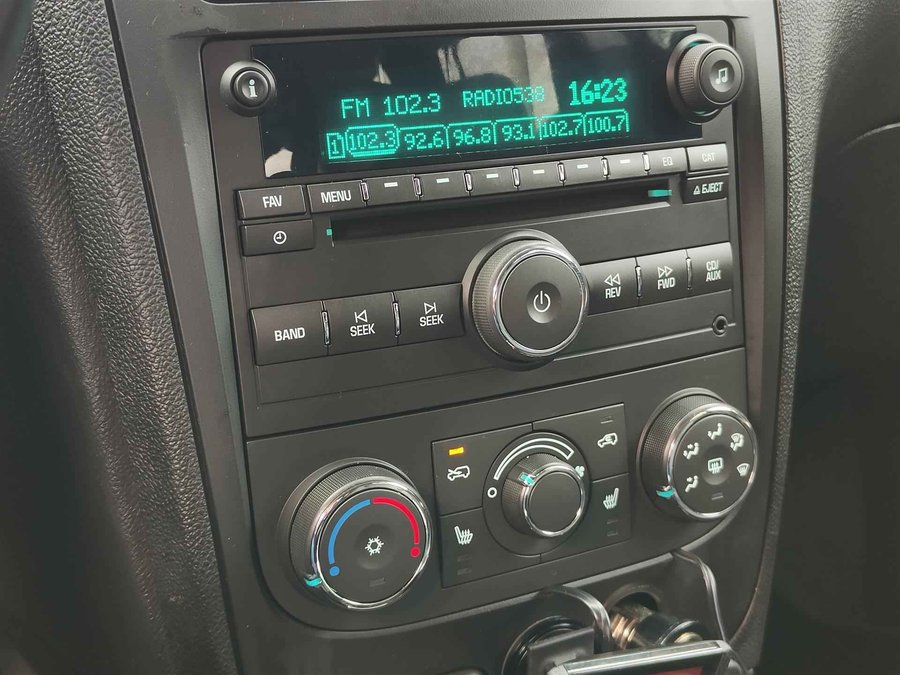 i
FM 102.3 RADIO538 16:23
1 102.3 92.6 96.8 93.1 102.7 100.7
FAV MENU EQ CAT
EJECT
BAND SEEK SEEK REV FWD CD/
AUX